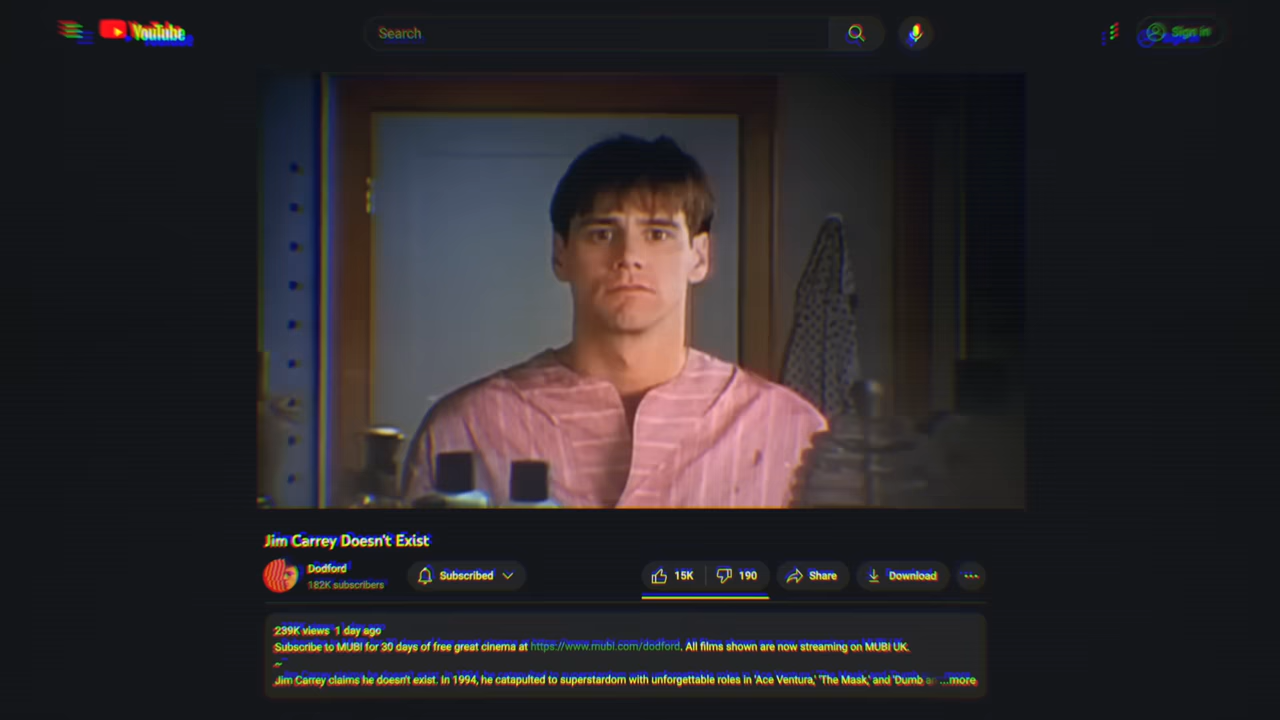 YouTube
Search
Sign in
Jim Carrey Doesn't Exist
Dodford
182K subscribers
Subscribed
15K
190
Share
Download
239K views 1 day ago
Subscribe to MUBI for 30 days of free great cinema at https://www.mubi.com/dodford. All films shown are now streaming on MUBI UK.
~
Jim Carrey claims he doesn't exist. In 1994, he catapulted to superstardom with unforgettable roles in 'Ace Ventura,' 'The Mask,' and 'Dumb ...more